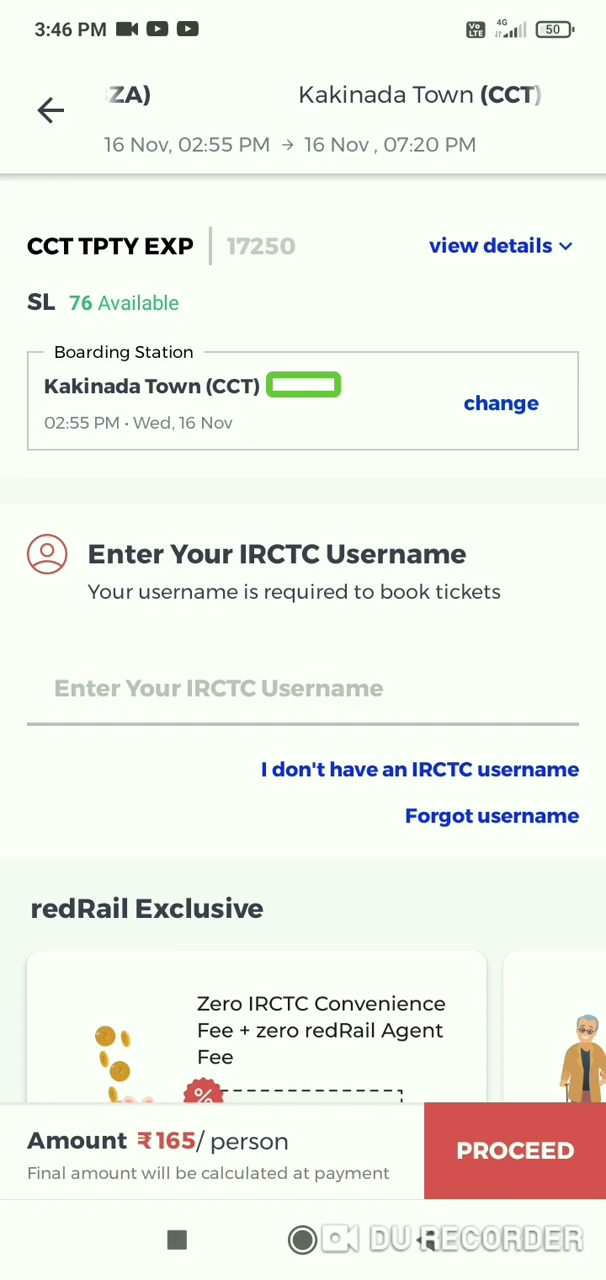 3:46 PM
Vo LTE 4G 50
ZA) Kakinada Town (CCT)
16 Nov, 02:55 PM → 16 Nov , 07:20 PM
CCT TPTY EXP 17250 view details
SL 76 Available
Boarding Station
Kakinada Town (CCT)
02:55 PM • Wed, 16 Nov
change
Enter Your IRCTC Username
Your username is required to book tickets
Enter Your IRCTC Username
I don't have an IRCTC username
Forgot username
redRail Exclusive
Zero IRCTC Convenience
Fee + zero redRail Agent
Fee
%
Amount ₹165/ person
Final amount will be calculated at payment
PROCEED
DU RECORDER